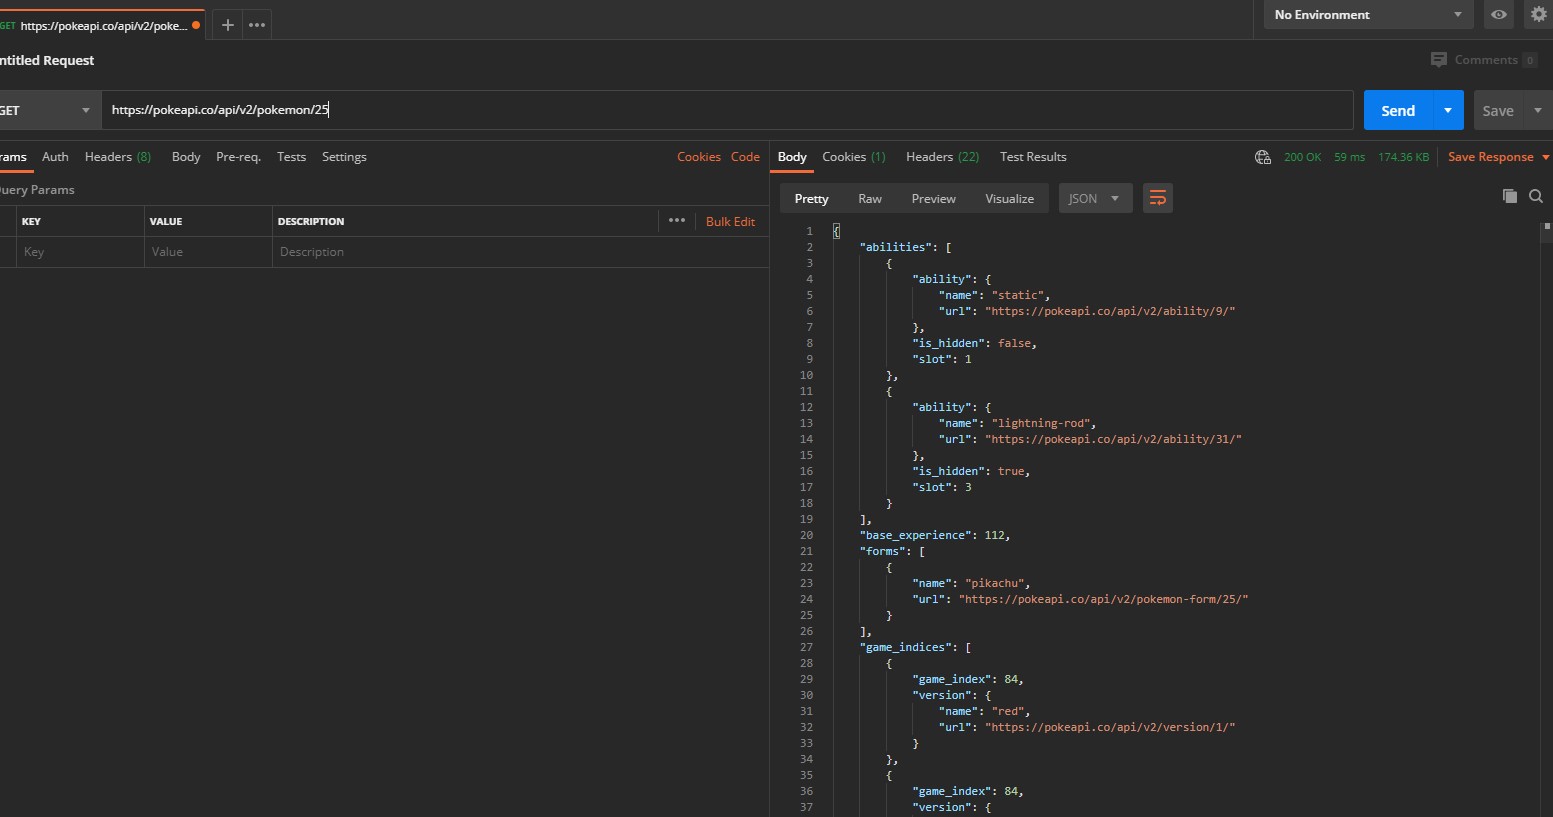 GET https://pokeapi.co/api/v2/poke... + •••
No Environment
ntitled Request
Comments 0
GET
https://pokeapi.co/api/v2/pokemon/25
Send
Save
rams Auth Headers (8) Body Pre-req. Tests Settings Cookies Code
uery Params
KEY VALUE DESCRIPTION ••• Bulk Edit
Key Value Description
Body Cookies (1) Headers (22) Test Results 200 OK 59 ms 174.36 KB Save Response
Pretty Raw Preview Visualize JSON
1 {
2 "abilities": [
3 {
4 "ability": {
5 "name": "static",
6 "url": "https://pokeapi.co/api/v2/ability/9/"
7 },
8 "is_hidden": false,
9 "slot": 1
10 },
11 {
12 "ability": {
13 "name": "lightning-rod",
14 "url": "https://pokeapi.co/api/v2/ability/31/"
15 },
16 "is_hidden": true,
17 "slot": 3
18 }
19 ],
20 "base_experience": 112,
21 "forms": [
22 {
23 "name": "pikachu",
24 "url": "https://pokeapi.co/api/v2/pokemon-form/25/"
25 }
26 ],
27 "game_indices": [
28 {
29 "game_index": 84,
30 "version": {
31 "name": "red",
32 "url": "https://pokeapi.co/api/v2/version/1/"
33 }
34 },
35 {
36 "game_index": 84,
37 "version": {